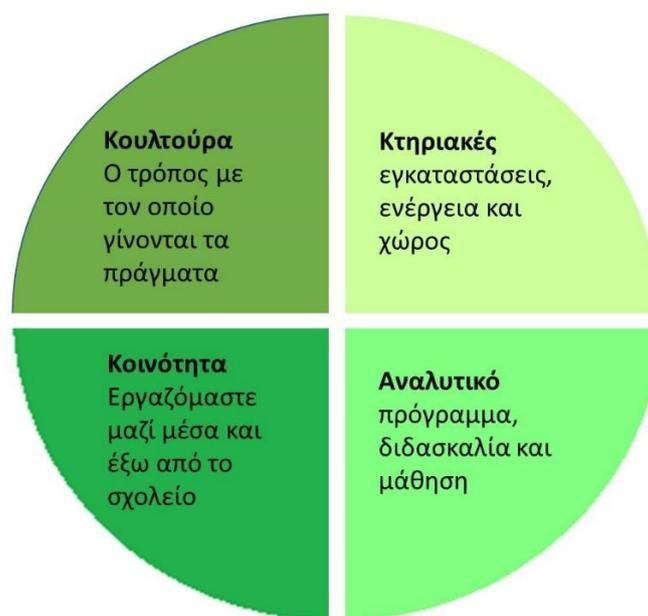 Κουλτούρα
Ο τρόπος με
τον οποίο
γίνονται τα
πράγματα
Κτηριακές
εγκαταστάσεις,
ενέργεια και
χώρος
Κοινότητα
Εργαζόμαστε
μαζί μέσα και
έξω από το
σχολείο
Αναλυτικό
πρόγραμμα,
διδασκαλία και
μάθηση